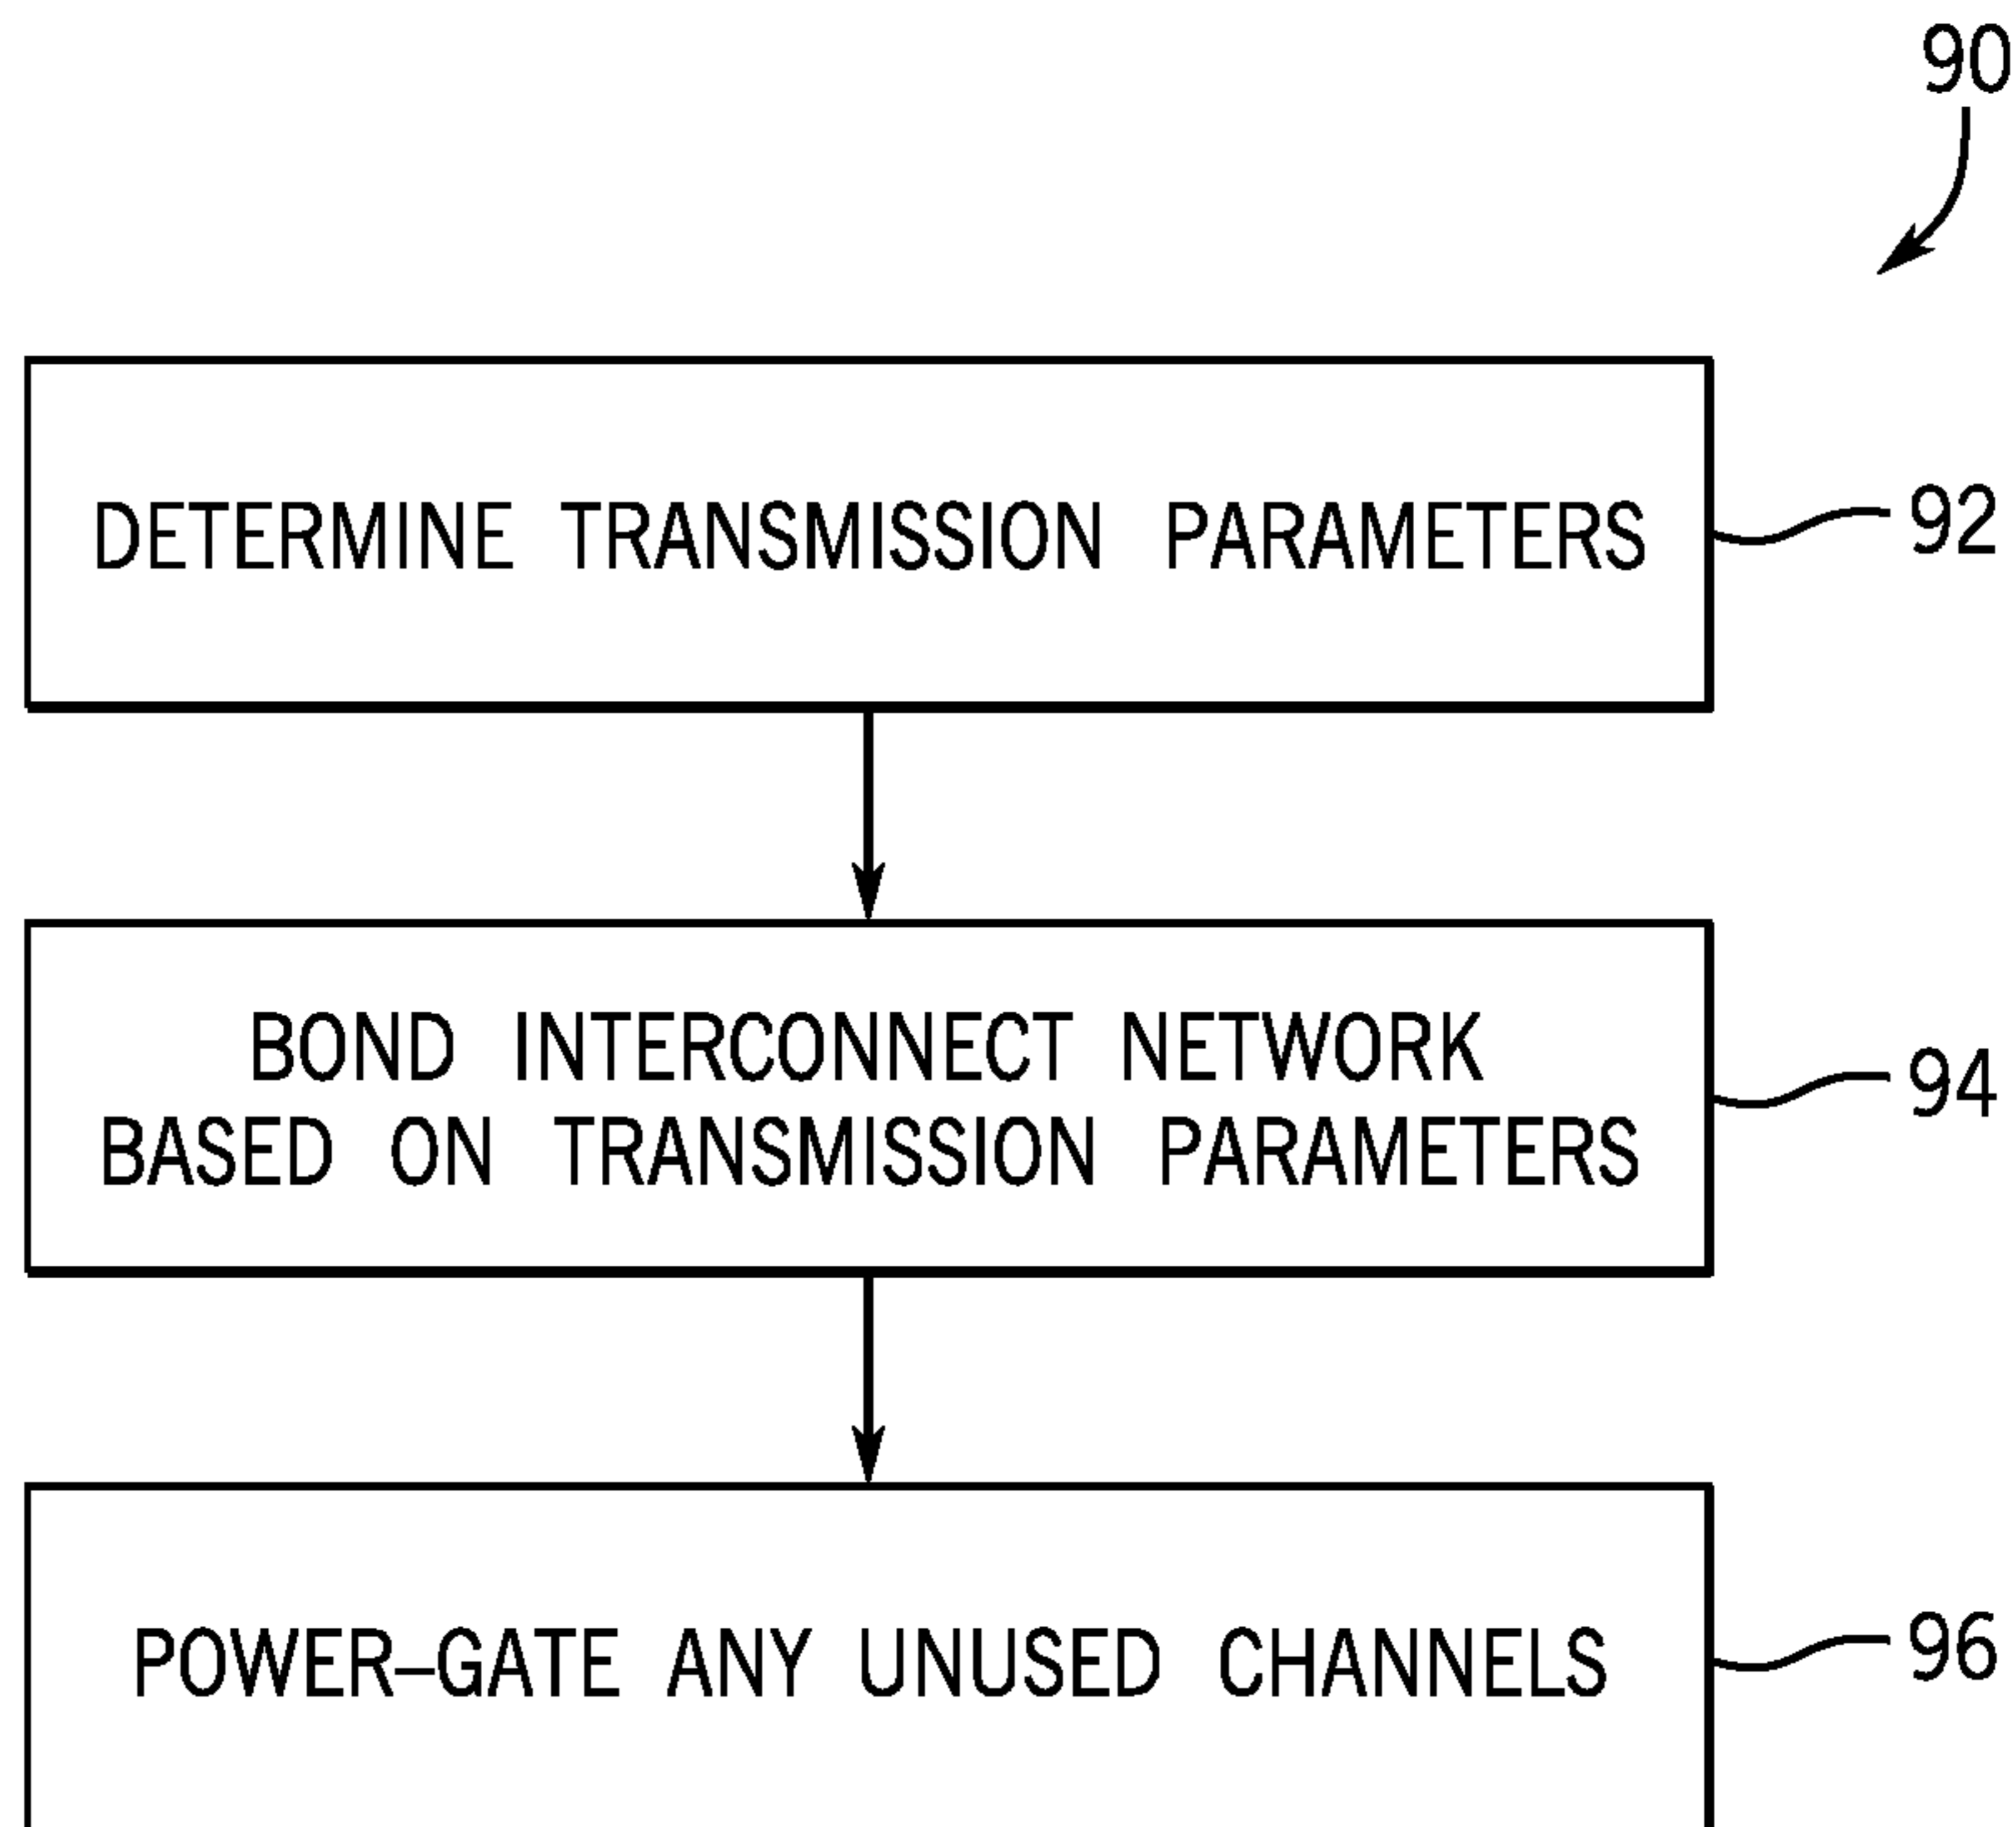 90
DETERMINE TRANSMISSION PARAMETERS
92
BOND INTERCONNECT NETWORK
BASED ON TRANSMISSION PARAMETERS
94
POWER–GATE ANY UNUSED CHANNELS
96